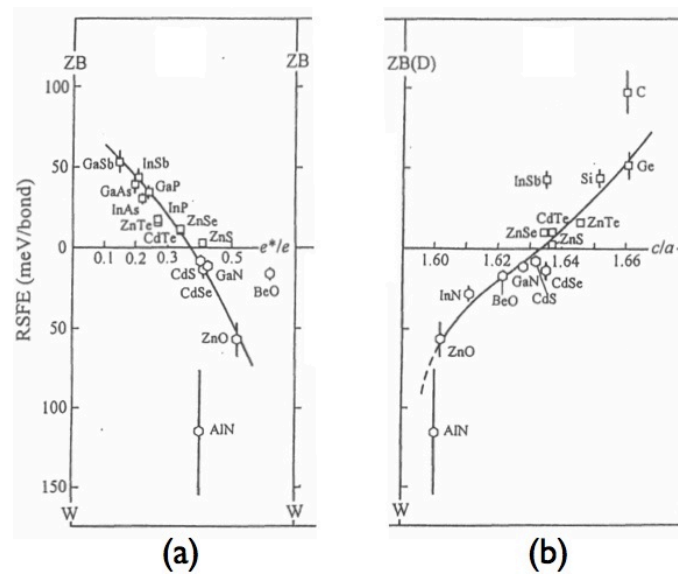 ZB
ZB
ZB(D)
RSFE (meV/bond)
100
50
0
50
100
150
GaSb
InSb
GaAs
GaP
InAs
InP
ZnTe
ZnSe
CdTe
ZnS
0.1
0.2
0.3
0.5
e*/e
CdS
GaN
CdSe
BeO
ZnO
AlN
W
W
C
Ge
Si
InSb
CdTe
ZnTe
ZnSe
ZnS
1.60
1.62
1.64
1.66
c/a
InN
GaN
CdSe
BeO
CdS
ZnO
AlN
W
W
(a)
(b)